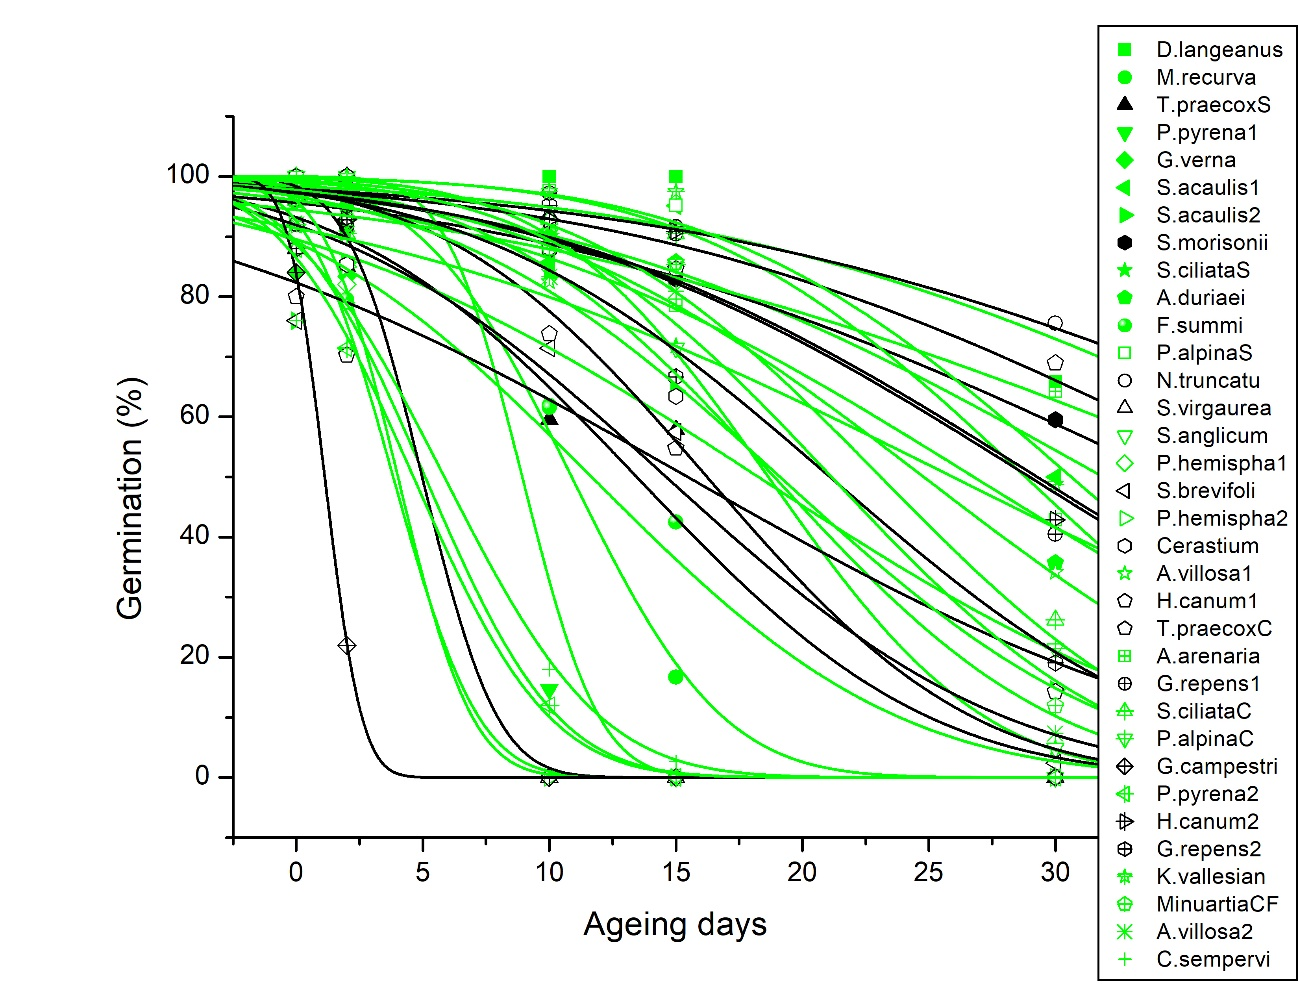 100
80
60
40
20
0
Germination (%)
0 5 10 15 20 25 30
Ageing days
D.langeanus
M.recurva
T.praecoxS
P.pyrena1
G.verna
S.acaulis1
S.acaulis2
S.morisonii
S.ciliataS
A.duriaei
F.summi
P.alpinaS
N.truncatu
S.virgaurea
S.anglicum
P.hemispha1
S.brevifoli
P.hemispha2
Cerastium
A.villosa1
H.canum1
T.praecoxC
A.arenaria
G.repens1
S.ciliataC
P.alpinaC
G.campestri
P.pyrena2
H.canum2
G.repens2
K.vallesian
MinuartiaCF
A.villosa2
C.sempervi